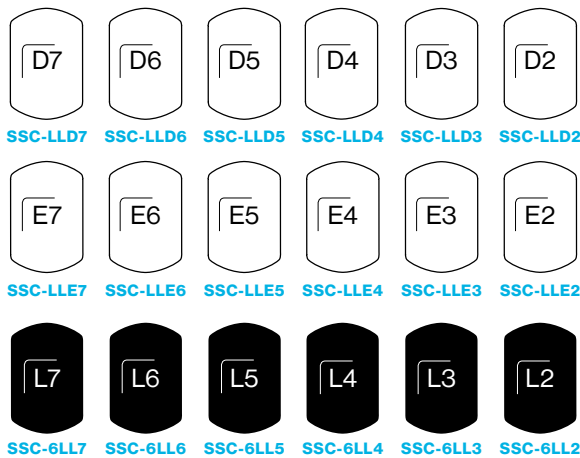 D7 D6 D5 D4 D3 D2
SSC-LLD7 SSC-LLD6 SSC-LLD5 SSC-LLD4 SSC-LLD3 SSC-LLD2
E7 E6 E5 E4 E3 E2
SSC-LLE7 SSC-LLE6 SSC-LLE5 SSC-LLE4 SSC-LLE3 SSC-LLE2
L7 L6 L5 L4 L3 L2
SSC-6LL7 SSC-6LL6 SSC-6LL5 SSC-6LL4 SSC-6LL3 SSC-6LL2